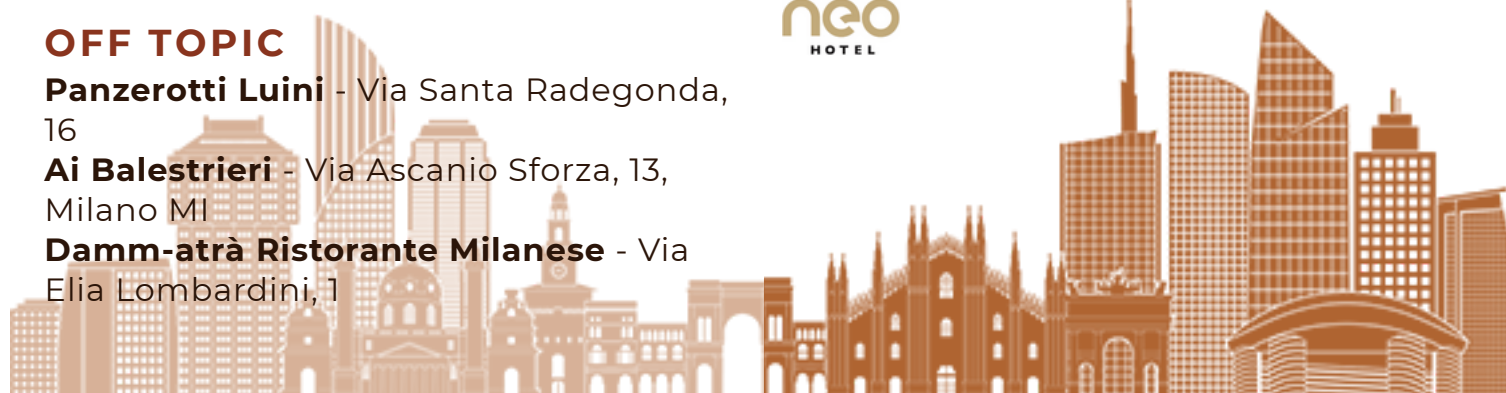 OFF TOPIC
Panzerotti Luini - Via Santa Radegonda,
16
Ai Balestrieri - Via Ascanio Sforza, 13,
Milano MI
Damm-atrà Ristorante Milanese - Via
Elia Lombardini, 1
neo
HOTEL